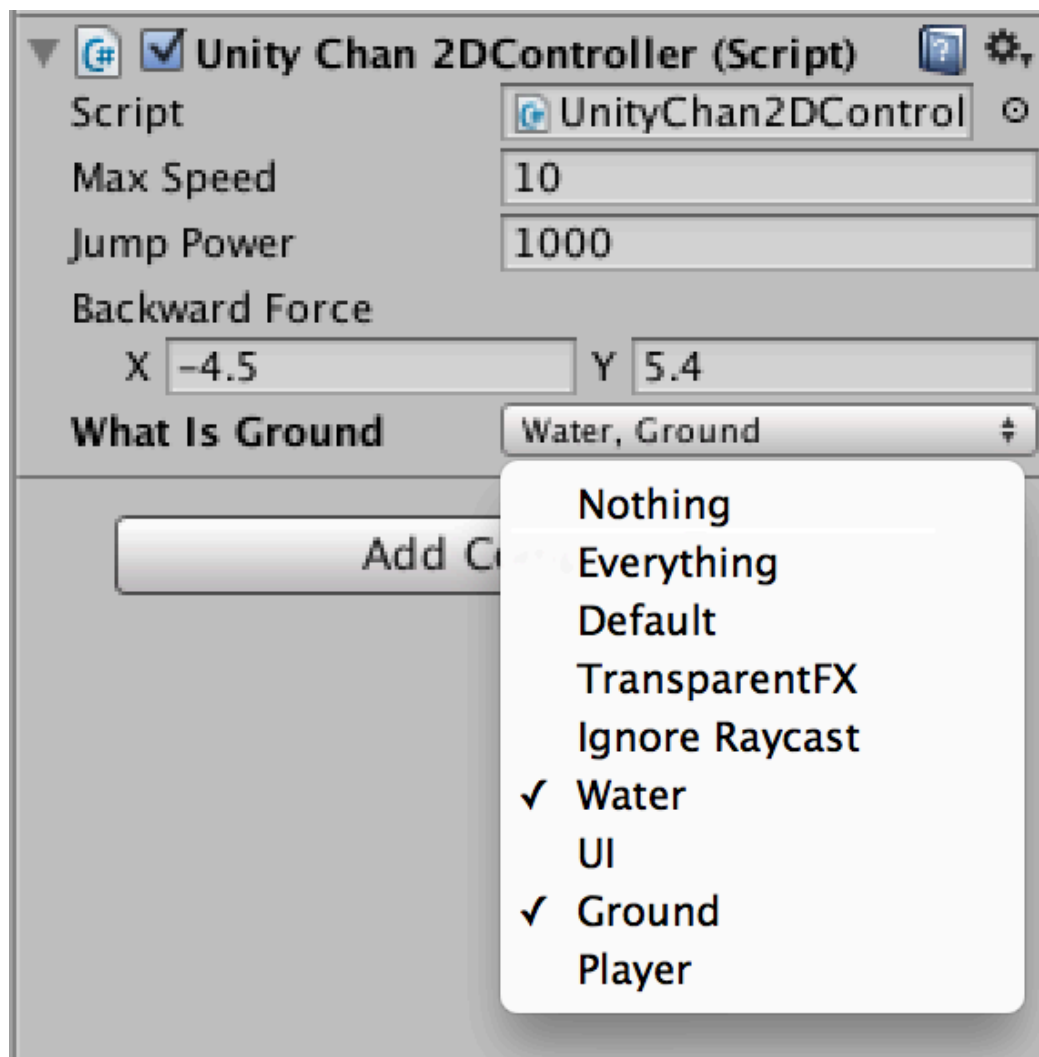 Unity Chan 2DController (Script)
Script UnityChan2DControl
Max Speed 10
Jump Power 1000
Backward Force
X -4.5 Y 5.4
What Is Ground Water, Ground
Nothing
Add
Everything
Default
TransparentFX
Ignore Raycast
✓ Water
UI
✓ Ground
Player